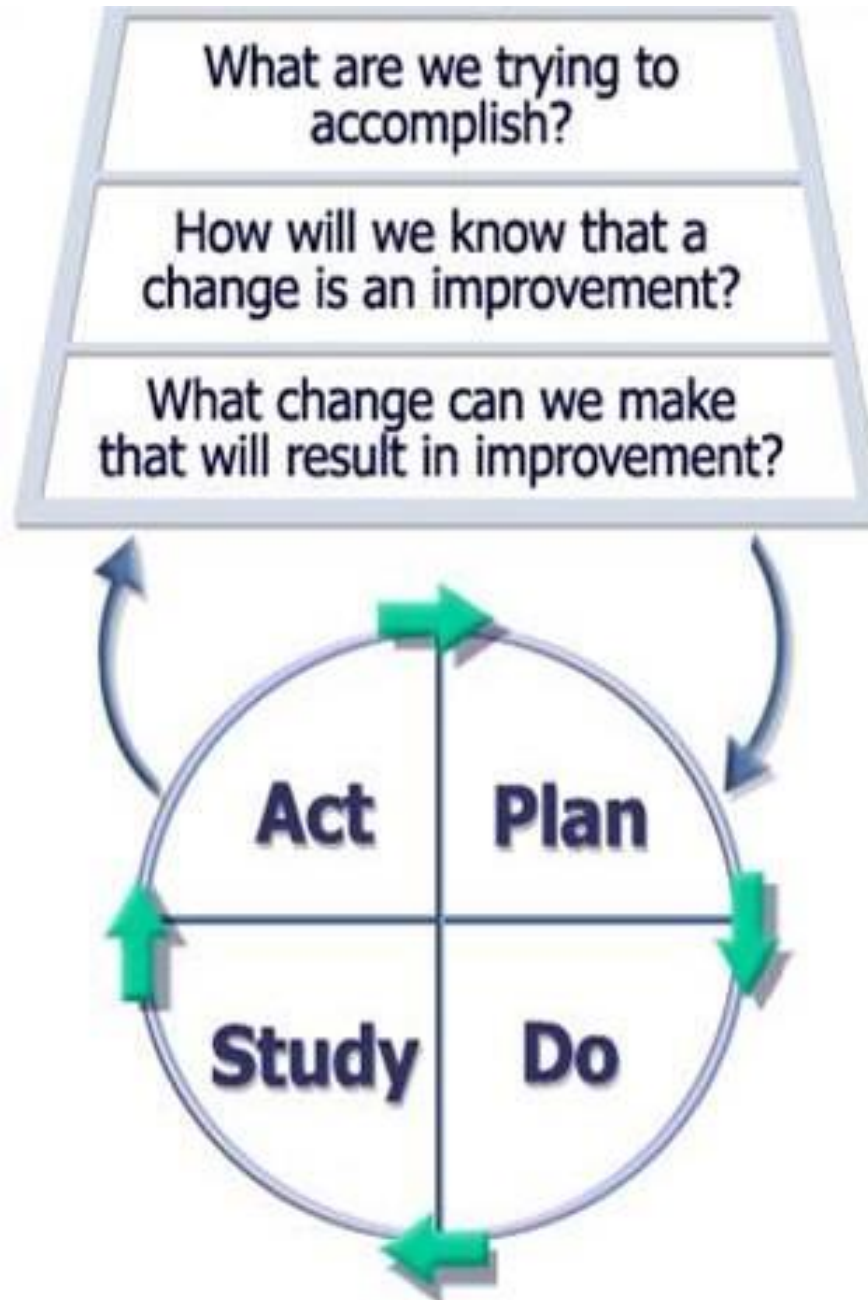 What are we trying to
accomplish?
How will we know that a
change is an improvement?
What change can we make
that will result in improvement?
Act
Plan
Study
Do